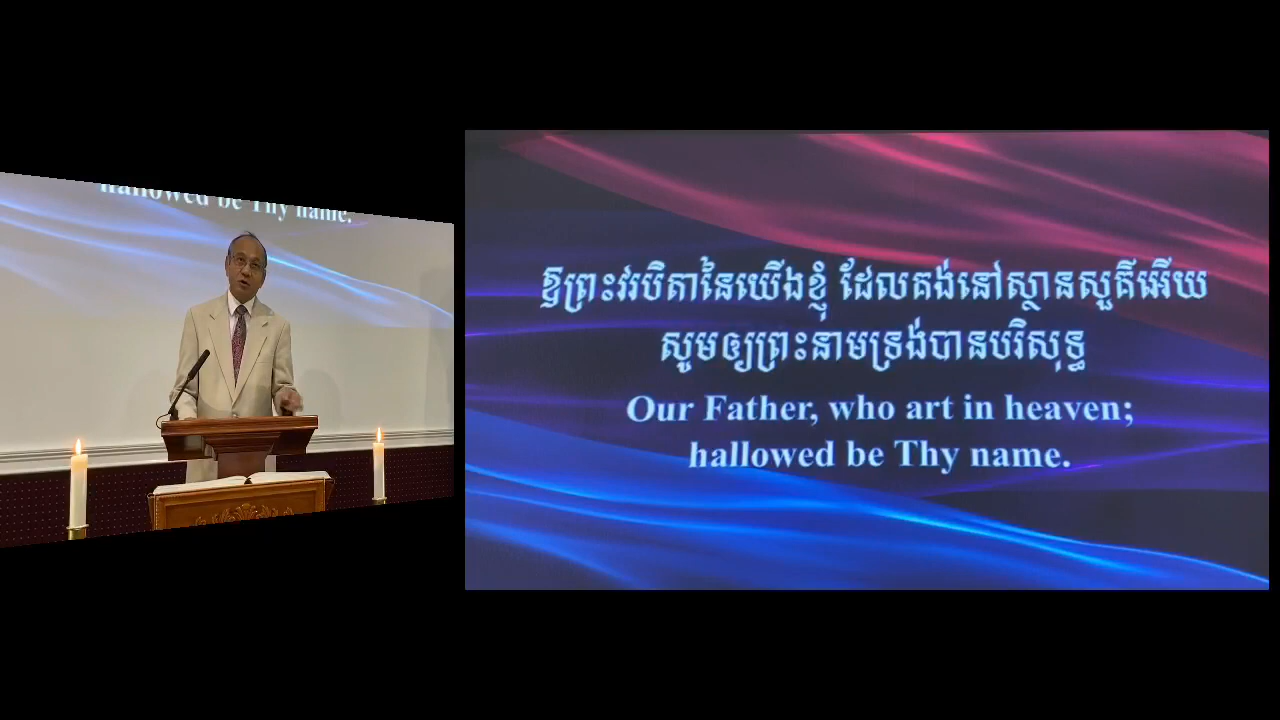 hallowed be Thy name.
ឱព្រះវរបិតានៃយើងខ្ញុំ ដែលគង់នៅស្ថានសួគ៌អើយ
សូមឲ្យព្រះនាមទ្រង់បានបរិសុទ្ធ
Our Father, who art in heaven;
hallowed be Thy name.